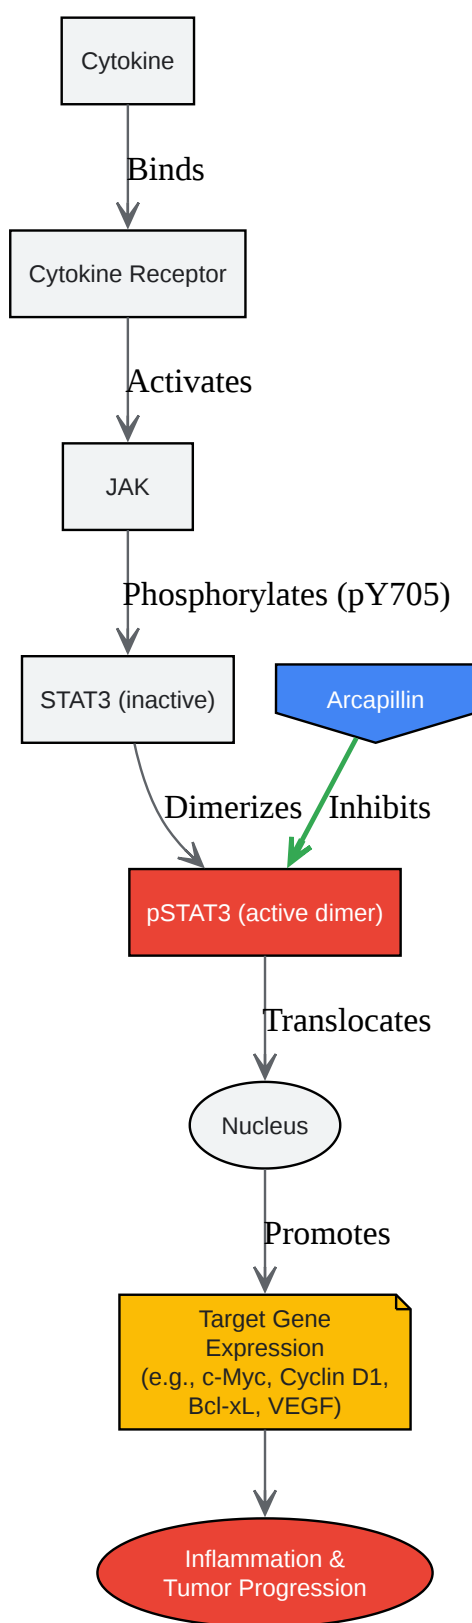 Cytokine
Binds
Cytokine Receptor
Activates
JAK
Phosphorylates (pY705)
STAT3 (inactive)
Arcapillin
Dimerizes
Inhibits
pSTAT3 (active dimer)
Translocates
Nucleus
Promotes
Target Gene
Expression
(e.g., c-Myc, Cyclin D1,
Bcl-xL, VEGF)
Inflammation &
Tumor Progression